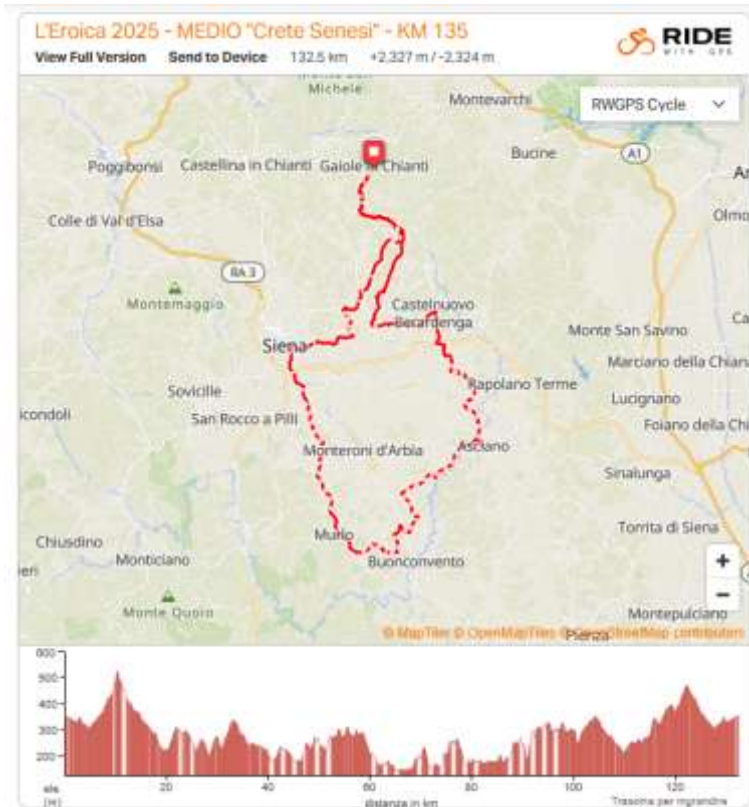 L'Eroica 2025 - MEDIO "Crete Senesi" - KM 135
View Full Version Send to Device 132.5 km +2,327 m / -2,324 m
RIDE
WITH GPS
Michele
Montevarchi
RWGPS Cycle
Poggibonsi
Castellina in Chianti
Gaiole in Chianti
Bucine
A1
Colle di Val d'Elsa
Olmo
RA 3
Montemaggio
Castelnuovo
Berardenga
Siena
Monte San Savino
Marciano della Chiana
Sovicille
Rapolano Terme
Lucignano
icondoli
San Rocco a Pilli
Foiano della Chi
Monteroni d'Arbia
Asciano
Sinalunga
Chiusdino
Murlo
Torrita di Siena
Monticiano
Buonconvento
+
−
Monte Quoio
Montepulciano
Pienza
© MapTiler © OpenMapTiles © OpenStreetMap contributors
600
500
400
300
200
ele
(m)
20
40
60
80
100
120
distanza in km
Trascina per ingrandire